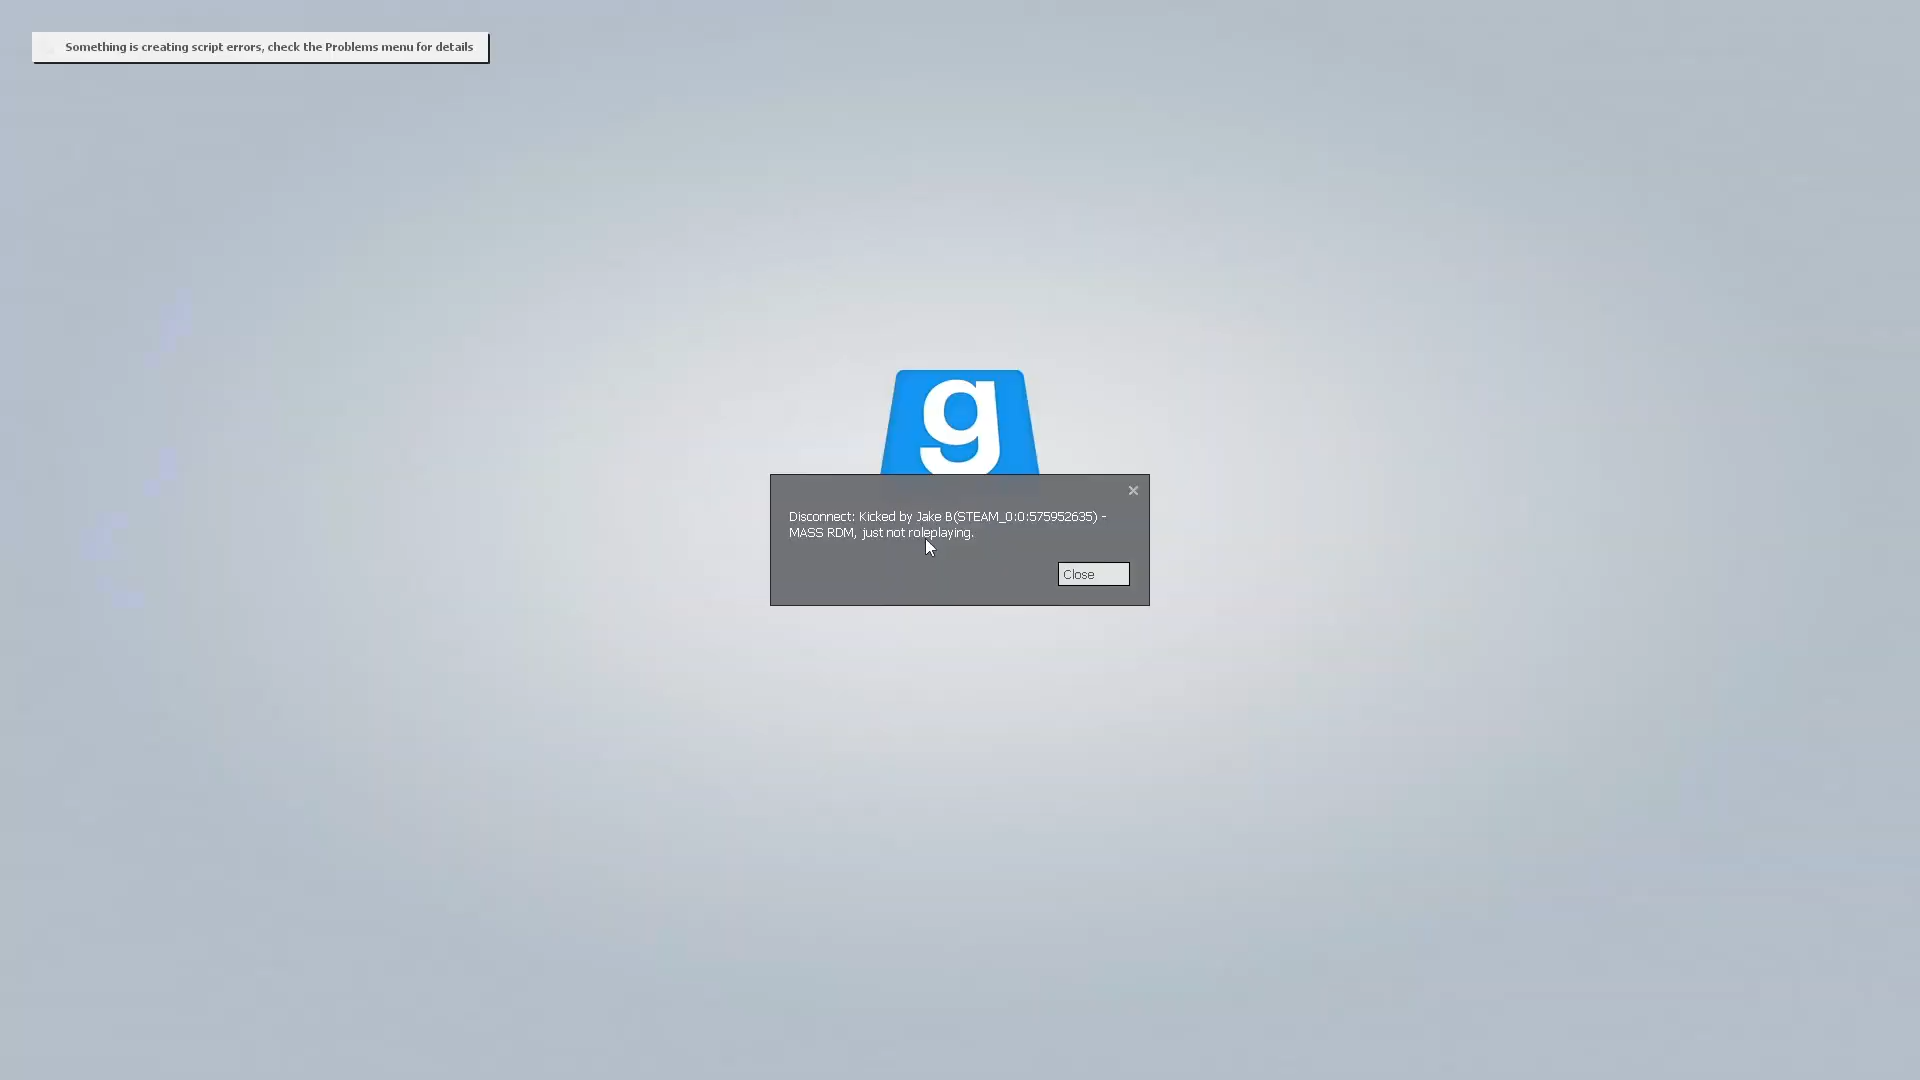 Something is creating script errors, check the Problems menu for details
g
Disconnect: Kicked by Jake B(STEAM_0:0:575952635) -
MASS RDM, just not roleplaying.
Close